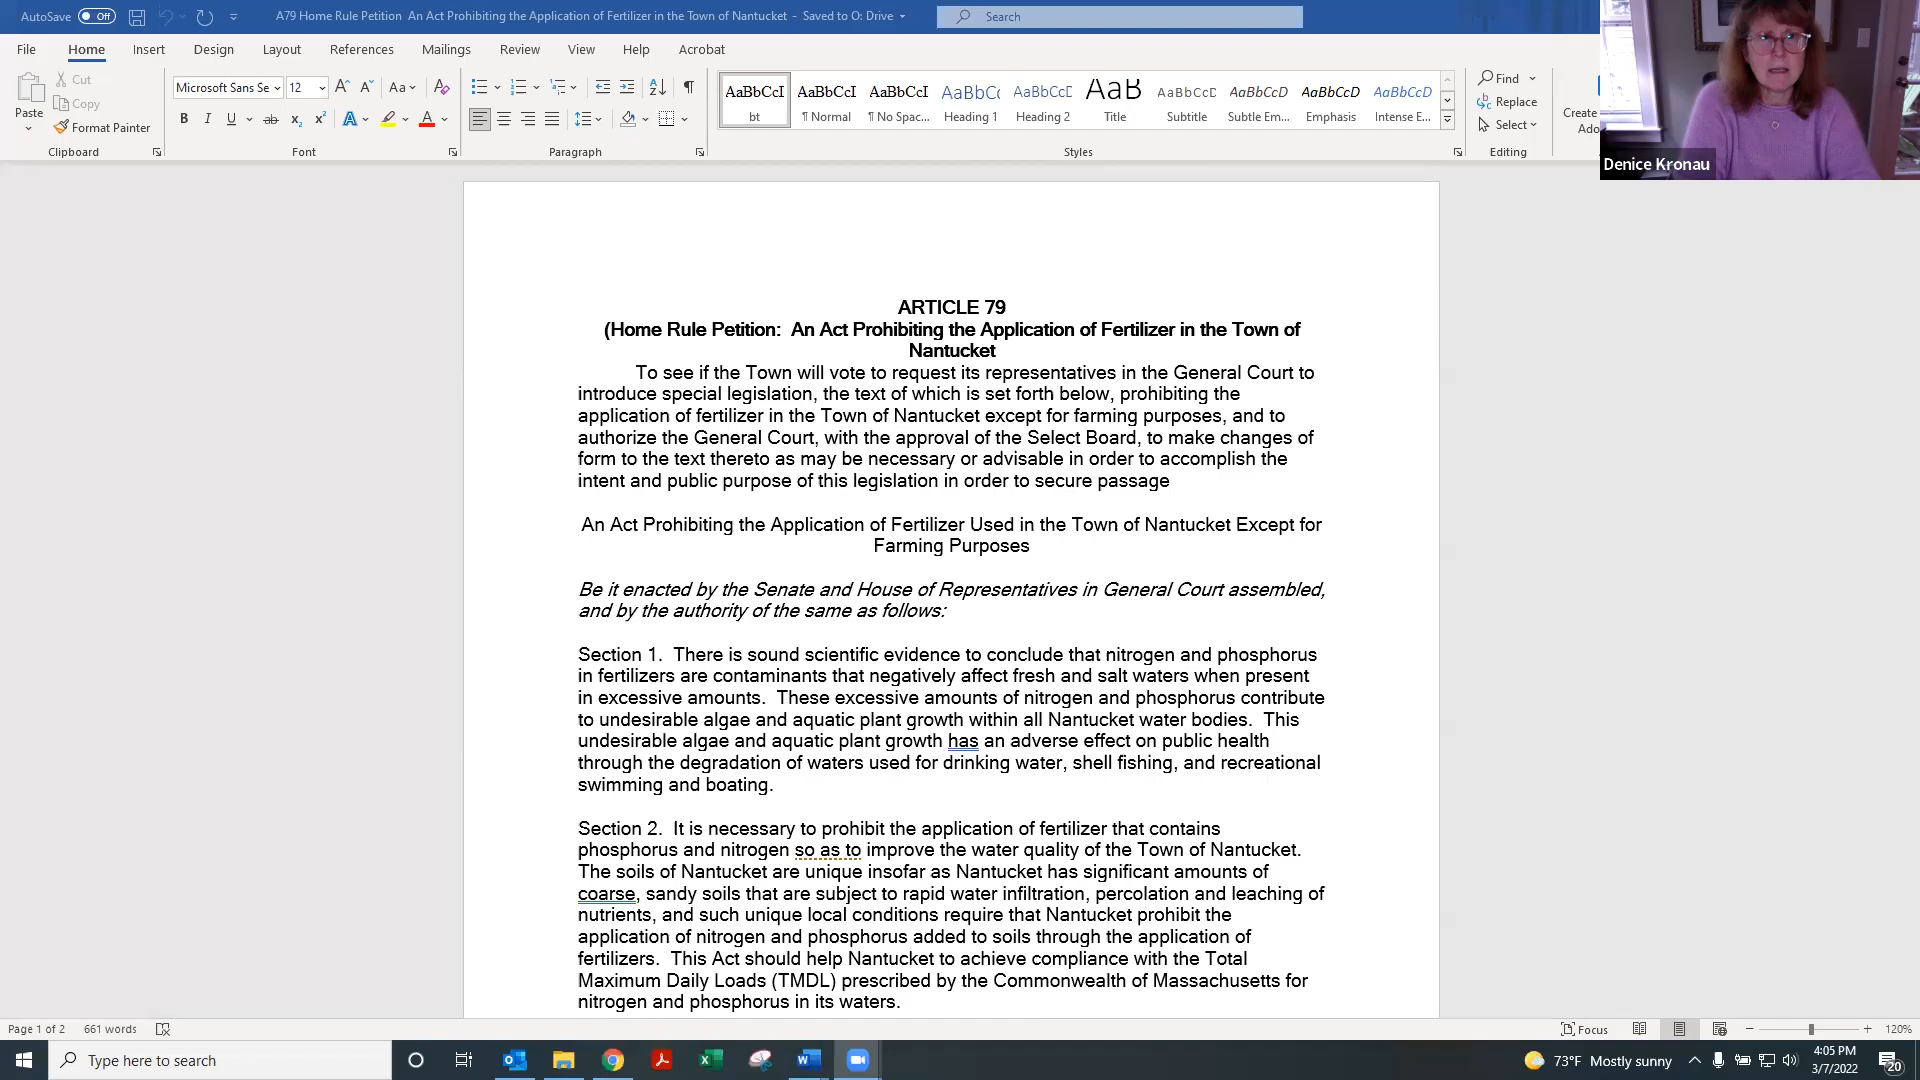 AutoSave Off A79 Home Rule Petition An Act Prohibiting the Application of Fertilizer in the Town of Nantucket - Saved to O: Drive Search
File Home Insert Design Layout References Mailings Review View Help Acrobat
Paste
Cut
Copy
Format Painter
Clipboard
Microsoft Sans Se 12
Font
Paragraph
AaBbCcI AaBbCcI AaBbCcI AaBbCc AaBbCcD AaB AaBbCcD AaBbCcD AaBbCcD AaBbCcD
bt ¶ Normal ¶ No Spac... Heading 1 Heading 2 Title Subtitle Subtle Em... Emphasis Intense E...
Styles
Find
Replace
Select
Editing
Create
Ado
Denice Kronau
ARTICLE 79
(Home Rule Petition: An Act Prohibiting the Application of Fertilizer in the Town of
Nantucket
To see if the Town will vote to request its representatives in the General Court to
introduce special legislation, the text of which is set forth below, prohibiting the
application of fertilizer in the Town of Nantucket except for farming purposes, and to
authorize the General Court, with the approval of the Select Board, to make changes of
form to the text thereto as may be necessary or advisable in order to accomplish the
intent and public purpose of this legislation in order to secure passage
An Act Prohibiting the Application of Fertilizer Used in the Town of Nantucket Except for
Farming Purposes
Be it enacted by the Senate and House of Representatives in General Court assembled,
and by the authority of the same as follows:
Section 1. There is sound scientific evidence to conclude that nitrogen and phosphorus
in fertilizers are contaminants that negatively affect fresh and salt waters when present
in excessive amounts. These excessive amounts of nitrogen and phosphorus contribute
to undesirable algae and aquatic plant growth within all Nantucket water bodies. This
undesirable algae and aquatic plant growth has an adverse effect on public health
through the degradation of waters used for drinking water, shell fishing, and recreational
swimming and boating.
Section 2. It is necessary to prohibit the application of fertilizer that contains
phosphorus and nitrogen so as to improve the water quality of the Town of Nantucket.
The soils of Nantucket are unique insofar as Nantucket has significant amounts of
coarse, sandy soils that are subject to rapid water infiltration, percolation and leaching of
nutrients, and such unique local conditions require that Nantucket prohibit the
application of nitrogen and phosphorus added to soils through the application of
fertilizers. This Act should help Nantucket to achieve compliance with the Total
Maximum Daily Loads (TMDL) prescribed by the Commonwealth of Massachusetts for
nitrogen and phosphorus in its waters.
Page 1 of 2 661 words Focus 120%
Type here to search 73°F Mostly sunny 4:05 PM
3/7/2022 20